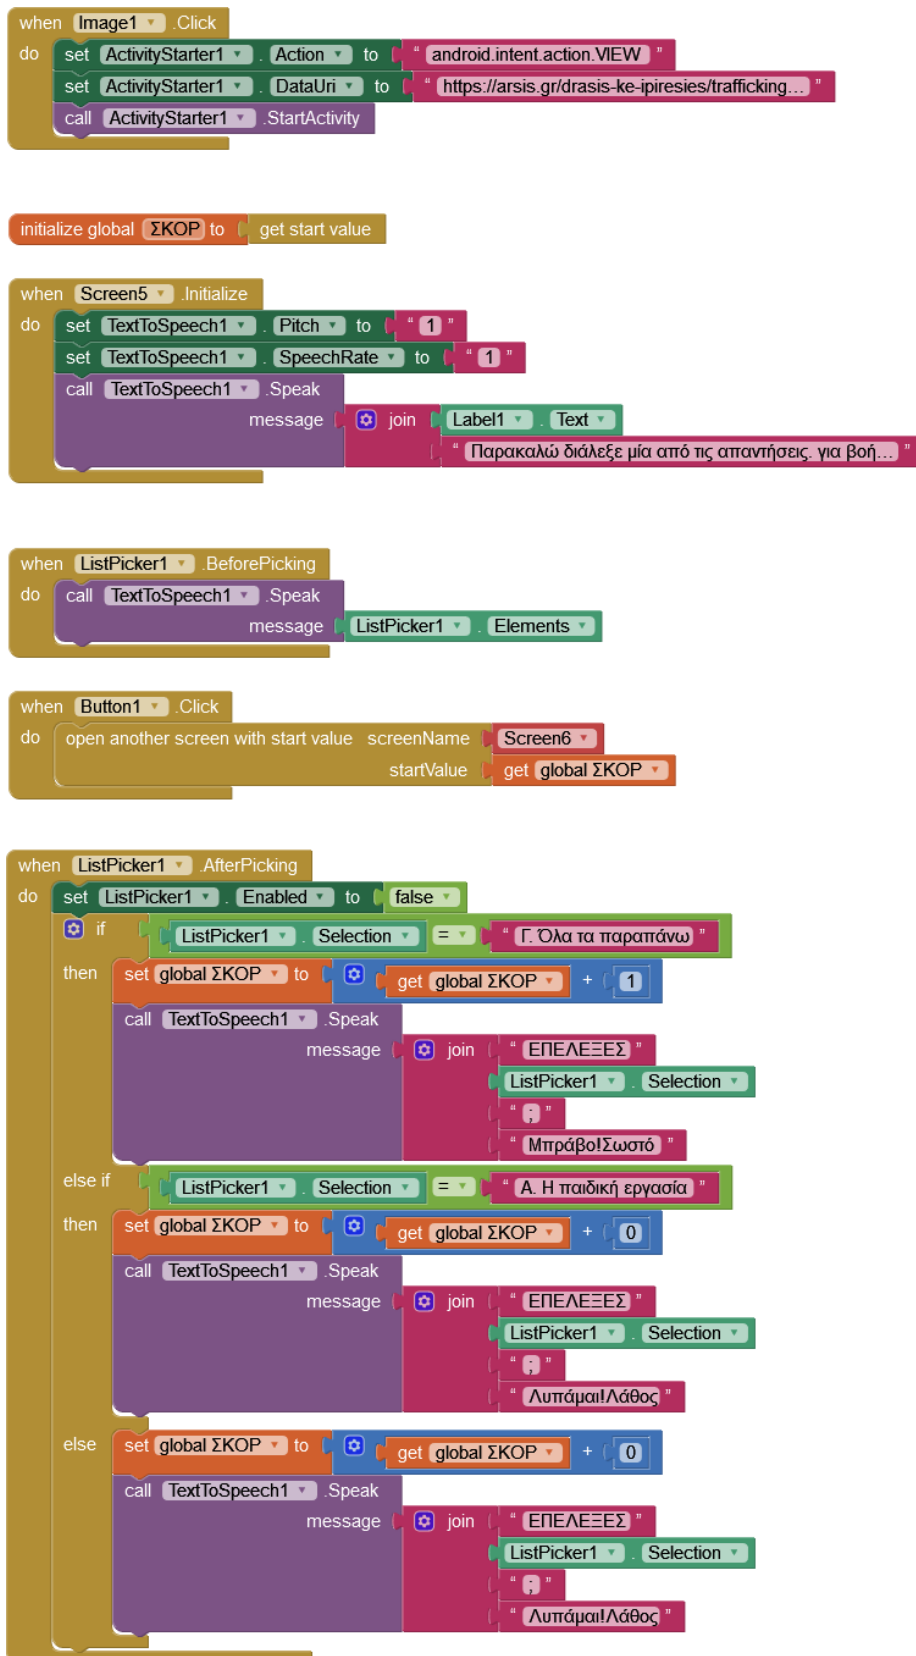 when Image1 .Click
do set ActivityStarter1 . Action to " android.intent.action.VIEW "
set ActivityStarter1 . DataUri to " https://arsis.gr/drasis-ke-ipiresies/trafficking... "
call ActivityStarter1 .StartActivity
initialize global ΣΚΟΡ to get start value
when Screen5 .Initialize
do set TextToSpeech1 . Pitch to " 1 "
set TextToSpeech1 . SpeechRate to " 1 "
call TextToSpeech1 .Speak
message join Label1 . Text
" Παρακαλώ διάλεξε μία από τις απαντήσεις. για βοή... "
when ListPicker1 .BeforePicking
do call TextToSpeech1 .Speak
message ListPicker1 . Elements
when Button1 .Click
do open another screen with start value screenName Screen6
startValue get global ΣΚΟΡ
when ListPicker1 .AfterPicking
do set ListPicker1 . Enabled to false
if ListPicker1 . Selection = " Γ. Όλα τα παραπάνω "
then set global ΣΚΟΡ to get global ΣΚΟΡ + 1
call TextToSpeech1 .Speak
message join " ΕΠΕΛΕΞΕΣ "
ListPicker1 . Selection
" ; "
" Μπράβο!Σωστό "
else if ListPicker1 . Selection = " Α. Η παιδική εργασία "
then set global ΣΚΟΡ to get global ΣΚΟΡ + 0
call TextToSpeech1 .Speak
message join " ΕΠΕΛΕΞΕΣ "
ListPicker1 . Selection
" ; "
" Λυπάμαι!Λάθος "
else set global ΣΚΟΡ to get global ΣΚΟΡ + 0
call TextToSpeech1 .Speak
message join " ΕΠΕΛΕΞΕΣ "
ListPicker1 . Selection
" ; "
" Λυπάμαι!Λάθος "